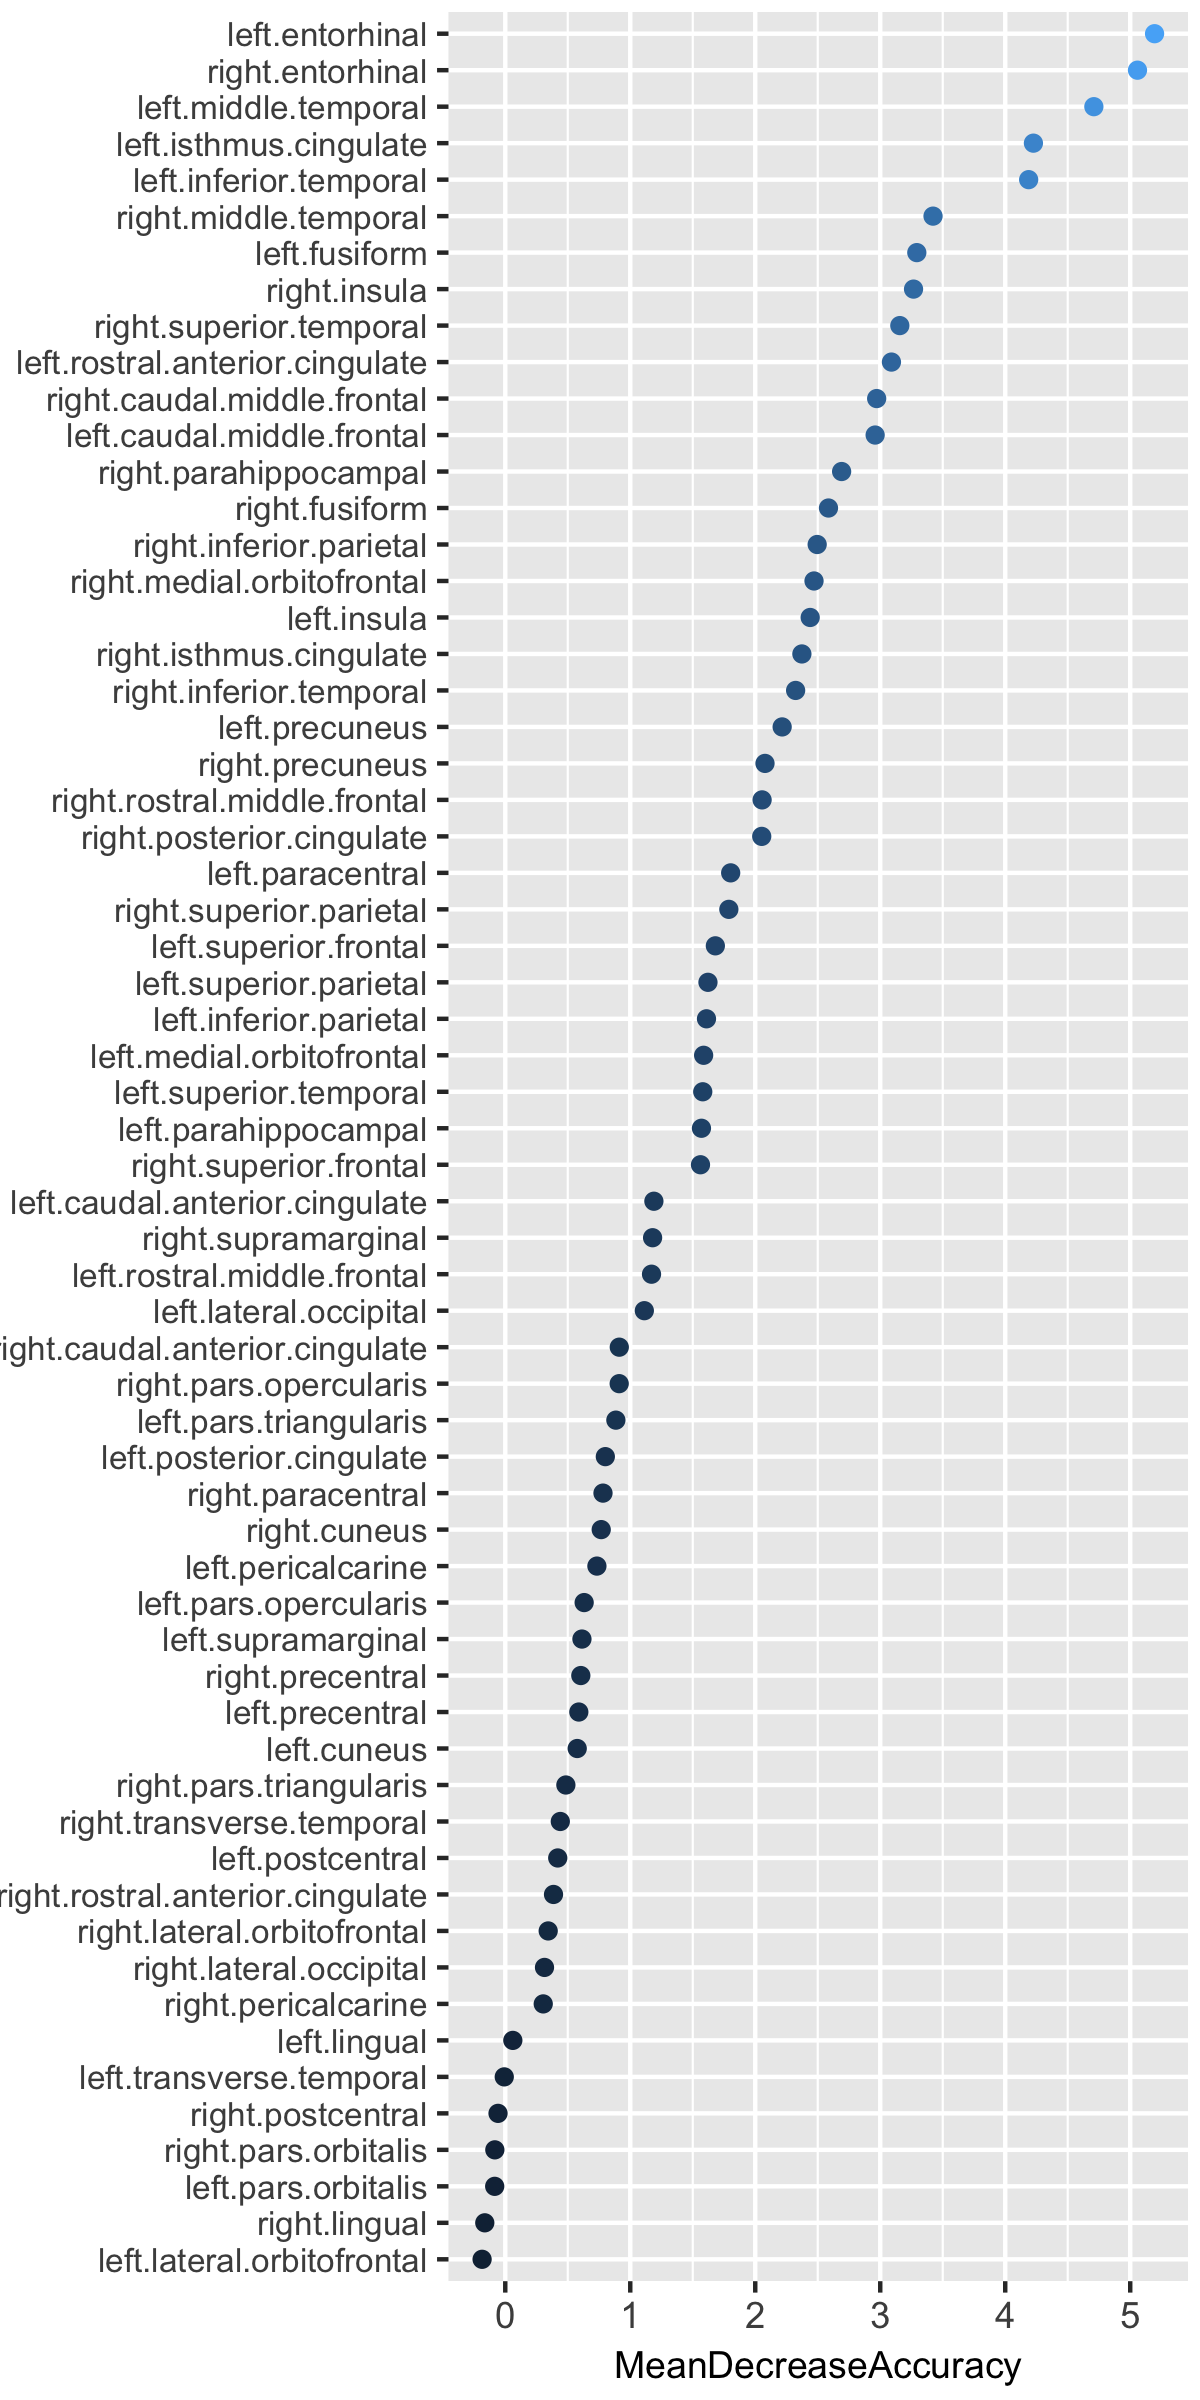 left.entorhinal
right.entorhinal
left.middle.temporal
left.isthmus.cingulate
left.inferior.temporal
right.middle.temporal
left.fusiform
right.insula
right.superior.temporal
left.rostral.anterior.cingulate
right.caudal.middle.frontal
left.caudal.middle.frontal
right.parahippocampal
right.fusiform
right.inferior.parietal
right.medial.orbitofrontal
left.insula
right.isthmus.cingulate
right.inferior.temporal
left.precuneus
right.precuneus
right.rostral.middle.frontal
right.posterior.cingulate
left.paracentral
right.superior.parietal
left.superior.frontal
left.superior.parietal
left.inferior.parietal
left.medial.orbitofrontal
left.superior.temporal
left.parahippocampal
right.superior.frontal
left.caudal.anterior.cingulate
right.supramarginal
left.rostral.middle.frontal
left.lateral.occipital
right.caudal.anterior.cingulate
right.pars.opercularis
left.pars.triangularis
left.posterior.cingulate
right.paracentral
right.cuneus
left.pericalcarine
left.pars.opercularis
left.supramarginal
right.precentral
left.precentral
left.cuneus
right.pars.triangularis
right.transverse.temporal
left.postcentral
right.rostral.anterior.cingulate
right.lateral.orbitofrontal
right.lateral.occipital
right.pericalcarine
left.lingual
left.transverse.temporal
right.postcentral
right.pars.orbitalis
left.pars.orbitalis
right.lingual
left.lateral.orbitofrontal
0 1 2 3 4 5
MeanDecreaseAccuracy